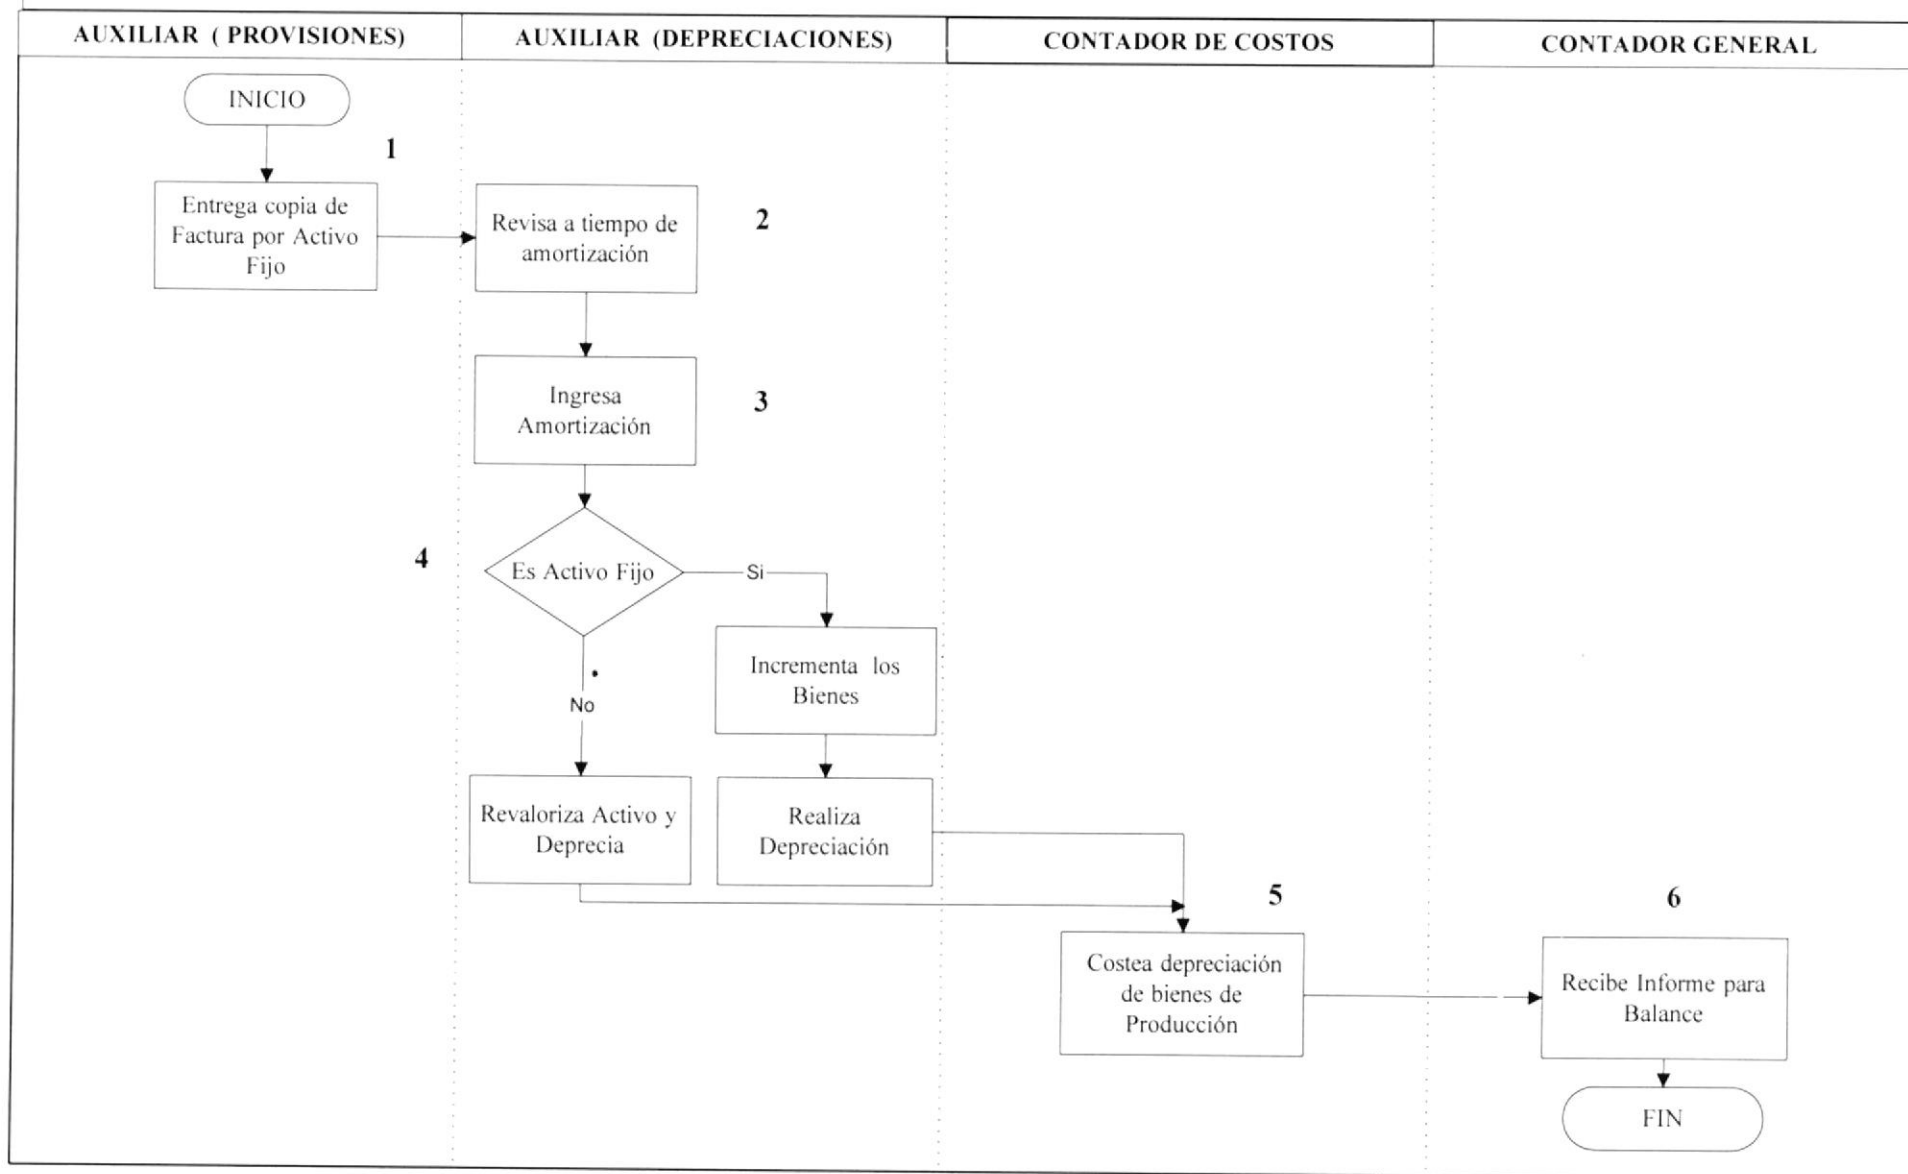 AUXILIAR ( PROVISIONES)
AUXILIAR (DEPRECIACIONES)
CONTADOR DE COSTOS
CONTADOR GENERAL
INICIO
1
Entrega copia de
Factura por Activo
Fijo
Revisa a tiempo de
amortización
2
Ingresa
Amortización
3
4
Es Activo Fijo
Si
Incrementa los
Bienes
No
Revaloriza Activo y
Deprecia
Realiza
Depreciación
5
6
Costea depreciación
de bienes de
Producción
Recibe Informe para
Balance
FIN